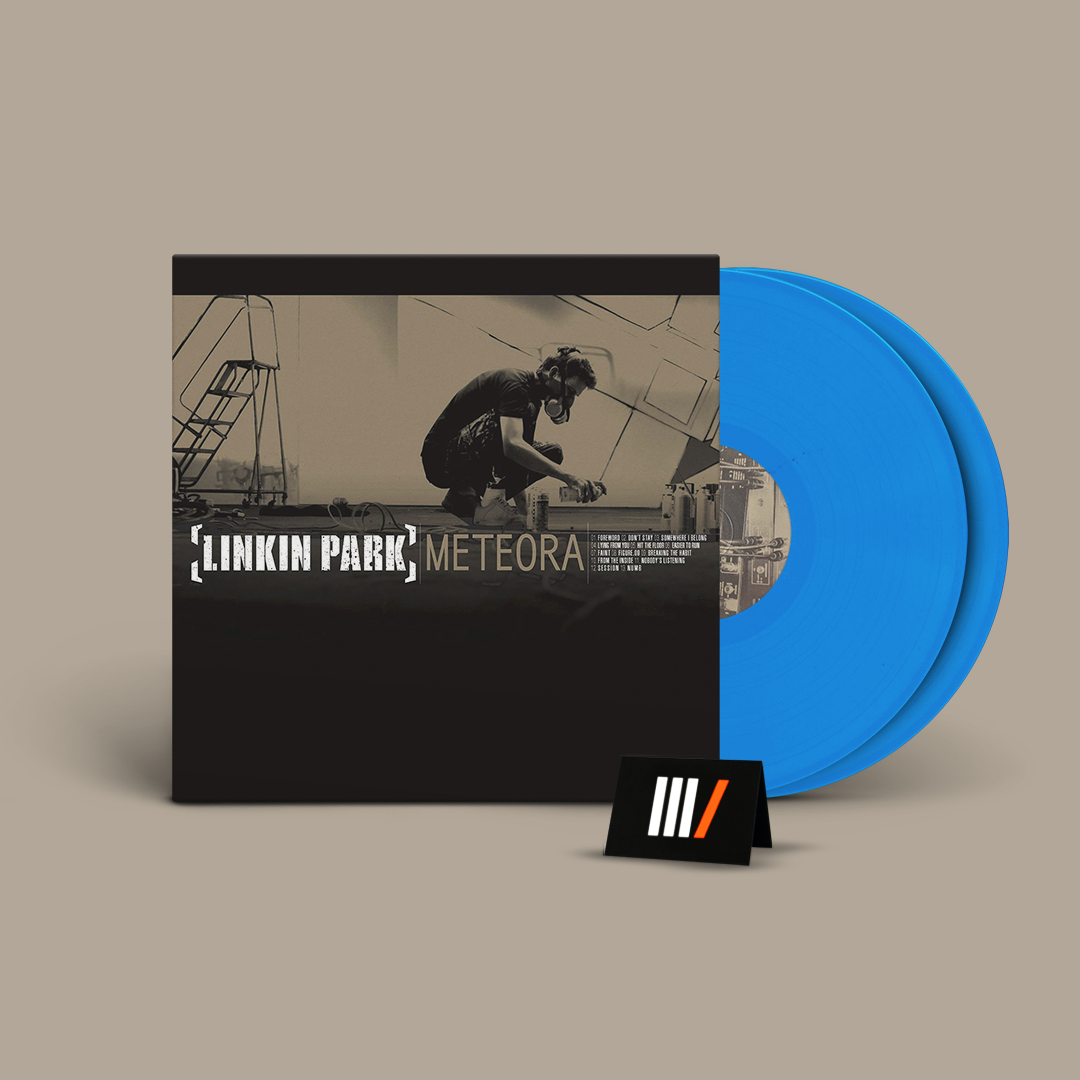 [LINKIN PARK] METEORA
01 FOREWORD 02 DON'T STAY 03 SOMEWHERE I BELONG
04 LYING FROM YOU 05 HIT THE FLOOR 06 EASIER TO RUN
07 FAINT 08 FIGURE.09 09 BREAKING THE HABIT
10 FROM THE INSIDE 11 NOBODY'S LISTENING
12 SESSION 13 NUMB